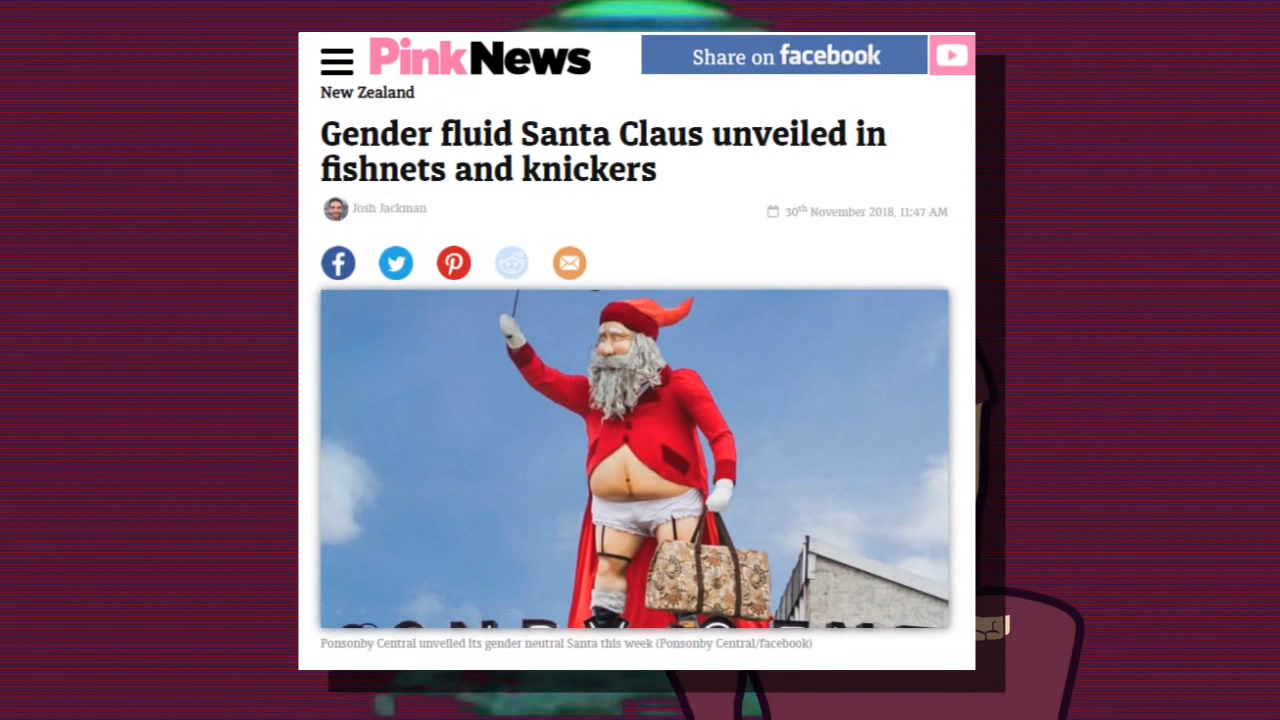 PinkNews
Share on facebook
New Zealand
Gender fluid Santa Claus unveiled in
fishnets and knickers
Josh Jackman
30th November 2018, 11:47 AM
Ponsonby Central unveiled its gender neutral Santa this week (Ponsonby Central/facebook)